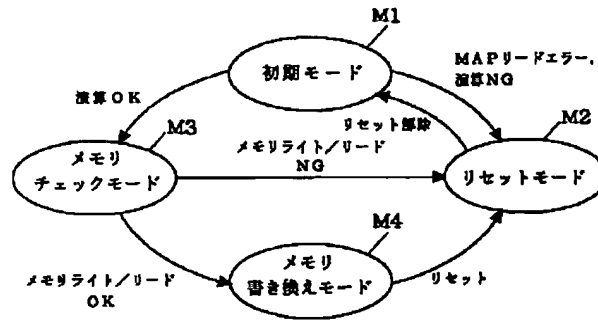 M1
初期モード
MAPリードエラー,
演算NG
演算OK
M3
リセット解除
M2
メモリ
チェックモード
メモリライト/リード
NG
リセットモード
M4
メモリライト/リード
OK
メモリ
書き換えモード
リセット